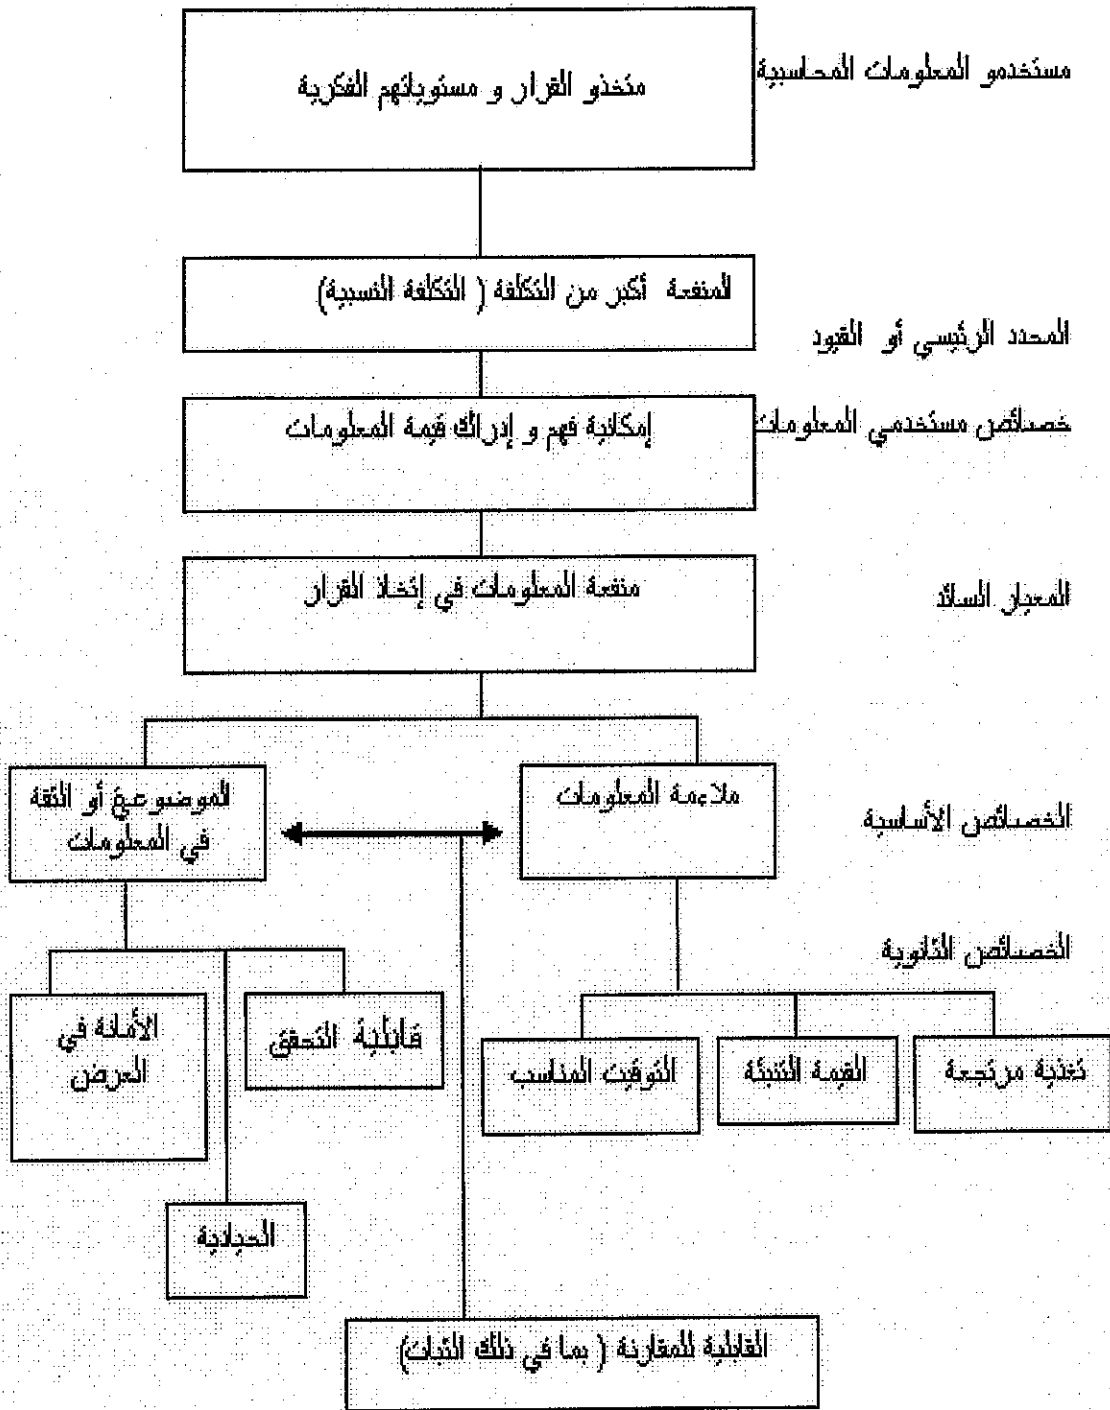 مستخدمو المعلومات المحاسبية
متخذو القرار و مستوياتهم الفكرية
المنفعة أكبر من التكلفة ( التكلفة النسبية)
المحدد الرئيسي أو القيود
خصائص مستخدمي المعلومات
إمكانية فهم و إدراك قيمة المعلومات
المعيار السائد
منفعة المعلومات في إتخاذ القرار
الخصائص الأساسية
ملاءمة المعلومات
الموضوعية أو الثقة
في المعلومات
الخصائص الثانوية
تغذية مرتجعة
القيمة التنبئة
التوقيت المناسب
قابلية التحقق
الأمانة في
العرض
الحيادية
القابلية للمقارنة ( بما في ذلك الثبات)